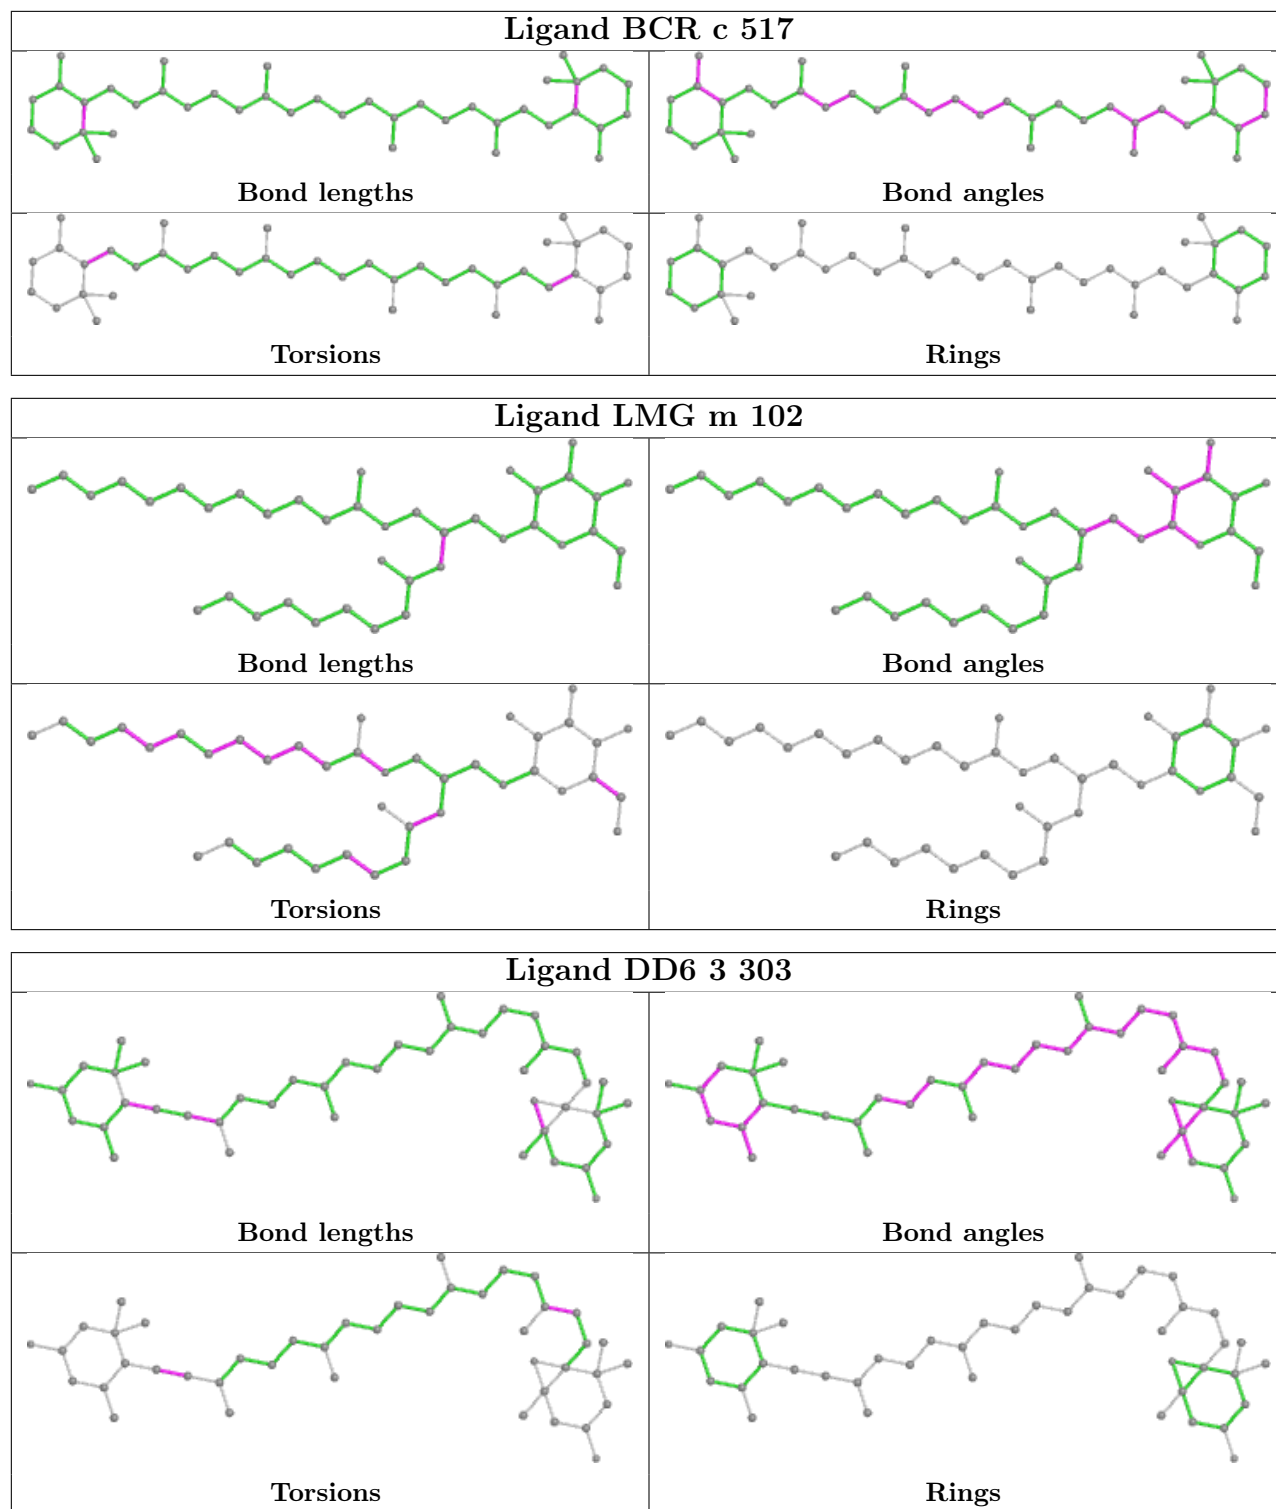 Ligand BCR c 517
Bond lengths
Bond angles
Torsions
Rings
Ligand LMG m 102
Bond lengths
Bond angles
Torsions
Rings
Ligand DD6 3 303
Bond lengths
Bond angles
Torsions
Rings